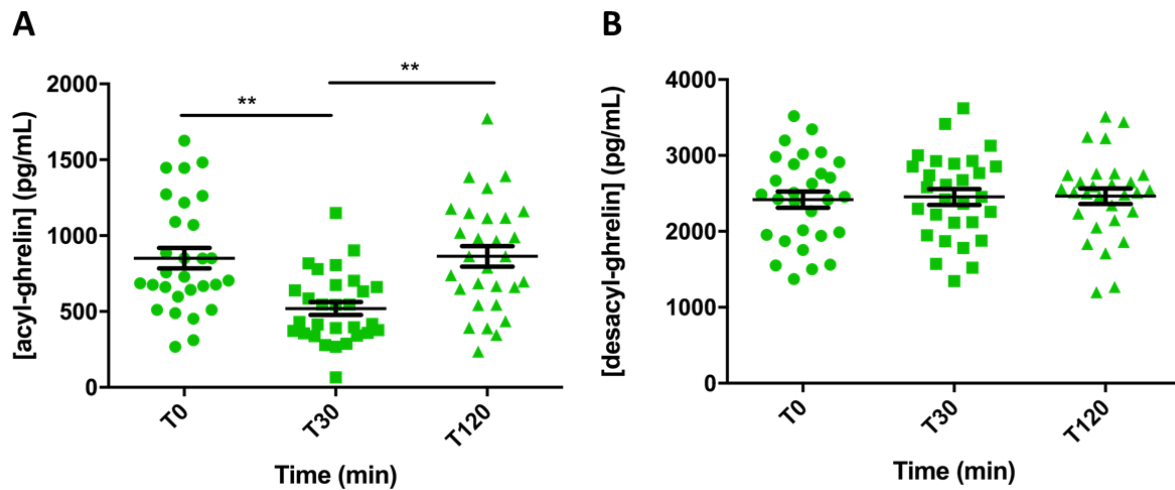 A
[acyl-ghrelin] (pg/mL)
2000
1500
1000
500
0
**
**
T0
T30
T120
Time (min)
B
[desacyl-ghrelin] (pg/mL)
4000
3000
2000
1000
0
T0
T30
T120
Time (min)